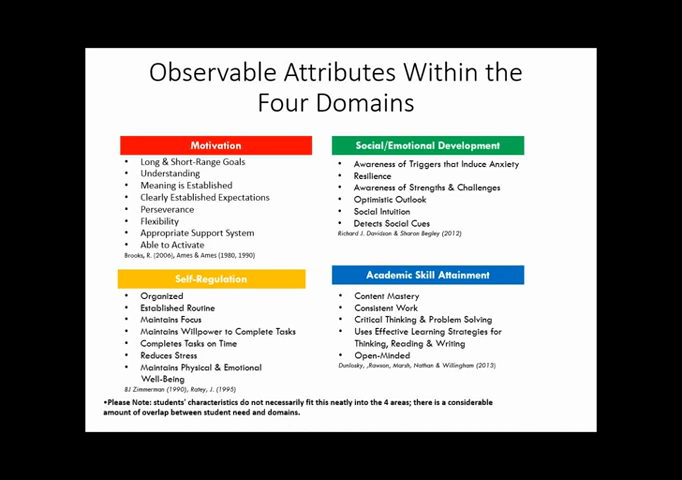 Observable Attributes Within the
Four Domains
Motivation
• Long & Short-Range Goals
• Understanding
• Meaning is Established
• Clearly Established Expectations
• Perseverance
• Flexibility
• Appropriate Support System
• Able to Activate
Brooks, R. (2006), Ames & Ames (1980, 1990)
Social/Emotional Development
• Awareness of Triggers that Induce Anxiety
• Resilience
• Awareness of Strengths & Challenges
• Optimistic Outlook
• Social Intuition
• Detects Social Cues
Richard J. Davidson & Sharon Begley (2012)
Self-Regulation
• Organized
• Established Routine
• Maintains Focus
• Maintains Willpower to Complete Tasks
• Completes Tasks on Time
• Reduces Stress
• Maintains Physical & Emotional
Well-Being
BJ Zimmerman (1990), Ratey, J. (1995)
Academic Skill Attainment
• Content Mastery
• Consistent Work
• Critical Thinking & Problem Solving
• Uses Effective Learning Strategies for
Thinking, Reading & Writing
• Open-Minded
Dunlosky, ,Rawson, Marsh, Nathan & Willingham (2013)
•Please Note: students' characteristics do not necessarily fit this neatly into the 4 areas; there is a considerable
amount of overlap between student need and domains.